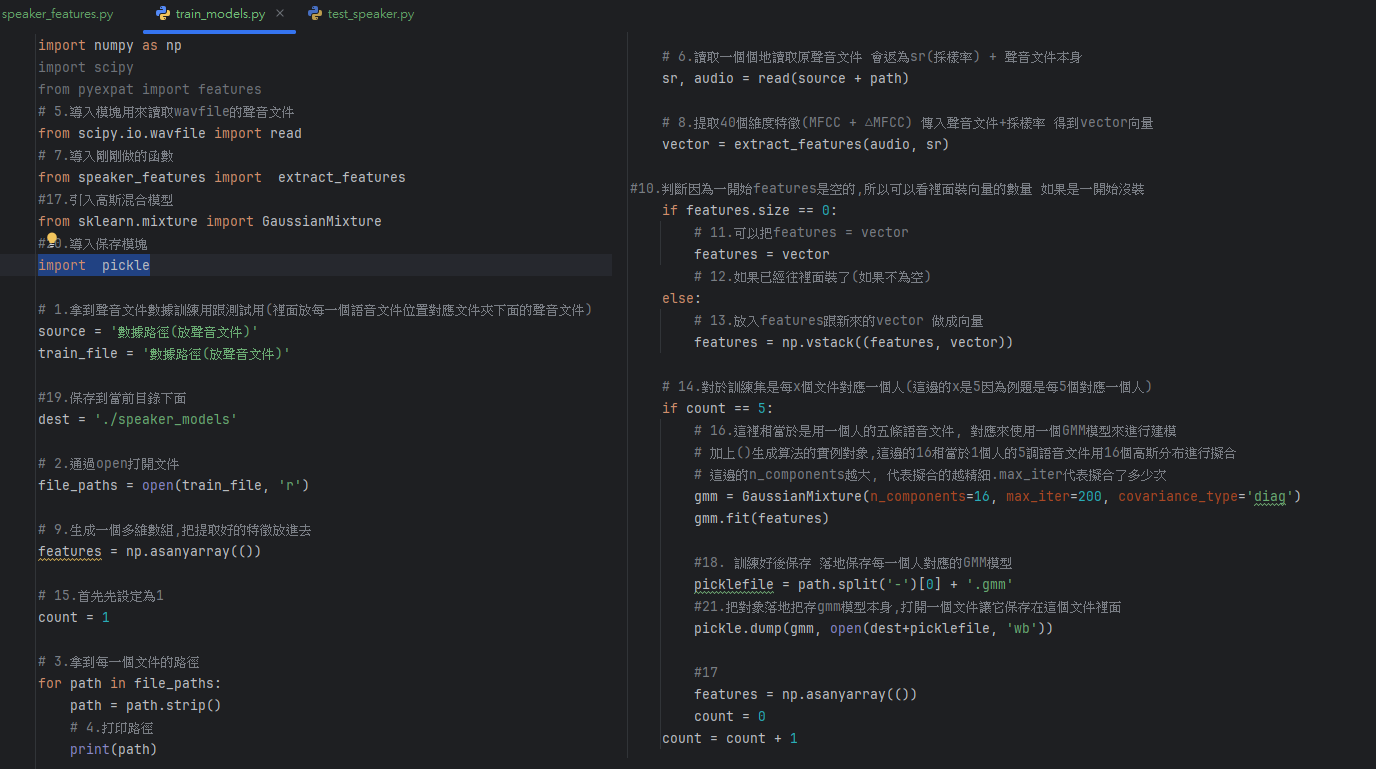 speaker_features.py
train_models.py
test_speaker.py
import numpy as np
import scipy
from pyexpat import features
# 5.導入模塊用來讀取wavfile的聲音文件
from scipy.io.wavfile import read
# 7.導入剛剛做的函數
from speaker_features import  extract_features
#17.引入高斯混合模型
from sklearn.mixture import GaussianMixture
#20.導入保存模塊
import  pickle
# 1.拿到聲音文件數據訓練用跟測試用(裡面放每一個語音文件位置對應文件夾下面的聲音文件)
source = '數據路徑(放聲音文件)'
train_file = '數據路徑(放聲音文件)'
#19.保存到當前目錄下面
dest = './speaker_models'
# 2.通過open打開文件
file_paths = open(train_file, 'r')
# 9.生成一個多維數組,把提取好的特徵放進去
features = np.asanyarray(())
# 15.首先先設定為1
count = 1
# 3.拿到每一個文件的路徑
for path in file_paths:
path = path.strip()
# 4.打印路徑
print(path)
# 6.讀取一個個地讀取原聲音文件 會返為sr(採樣率) + 聲音文件本身
sr, audio = read(source + path)
# 8.提取40個維度特徵(MFCC + △MFCC) 傳入聲音文件+採樣率 得到vector向量
vector = extract_features(audio, sr)
#10.判斷因為一開始features是空的,所以可以看裡面裝向量的數量 如果是一開始沒裝
if features.size == 0:
# 11.可以把features = vector
features = vector
# 12.如果已經往裡面裝了(如果不為空)
else:
# 13.放入features跟新來的vector 做成向量
features = np.vstack((features, vector))
# 14.對於訓練集是每x個文件對應一個人(這邊的x是5因為例題是每5個對應一個人)
if count == 5:
# 16.這裡相當於是用一個人的五條語音文件, 對應來使用一個GMM模型來進行建模
# 加上()生成算法的實例對象,這邊的16相當於1個人的5調語音文件用16個高斯分布進行擬合
# 這邊的n_components越大, 代表擬合的越精細.max_iter代表擬合了多少次
gmm = GaussianMixture(n_components=16, max_iter=200, covariance_type='diag')
gmm.fit(features)
#18. 訓練好後保存 落地保存每一個人對應的GMM模型
picklefile = path.split('-')[0] + '.gmm'
#21.把對象落地把存gmm模型本身,打開一個文件讓它保存在這個文件裡面
pickle.dump(gmm, open(dest+picklefile, 'wb'))
#17
features = np.asanyarray(())
count = 0
count = count + 1